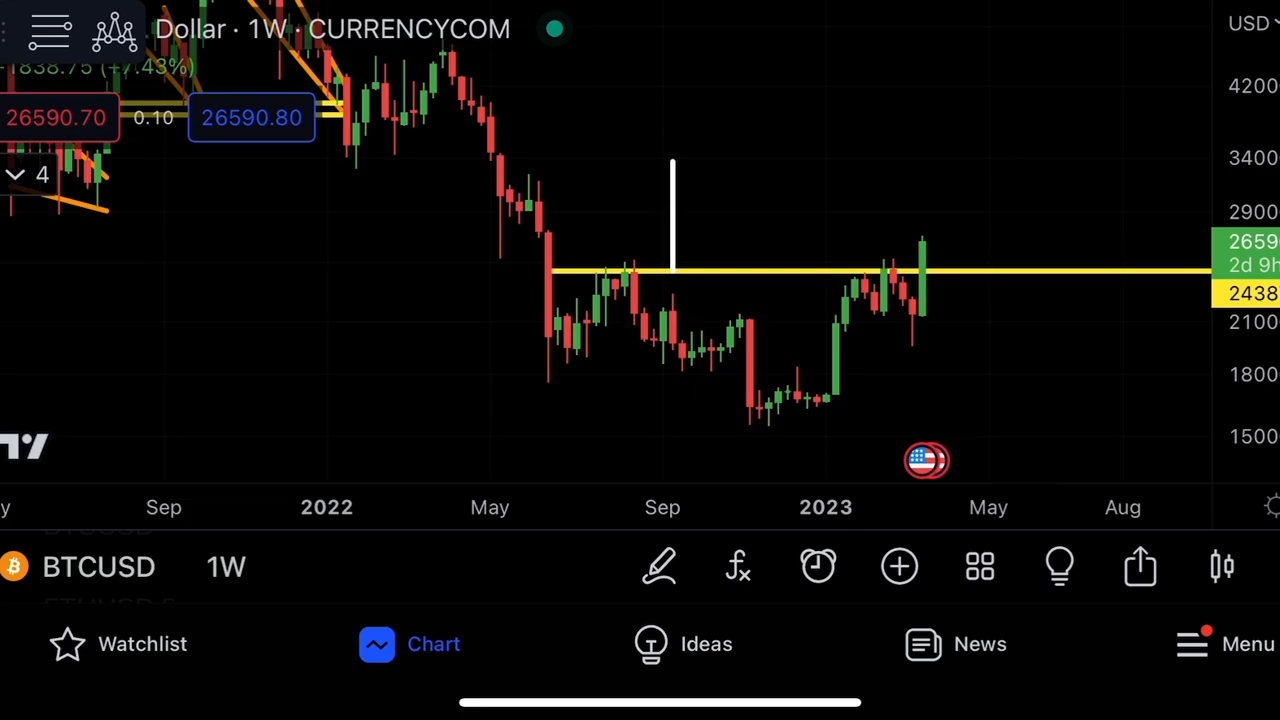 Dollar · 1W · CURRENCYCOM
USD
1838.75 (+7.43%)
26590.70
0.10
26590.80
4
4200
3400
2900
2659
2d 9h
2438
2100
1800
1500
y
Sep
2022
May
Sep
2023
May
Aug
BTCUSD
1W
Watchlist
Chart
Ideas
News
Menu